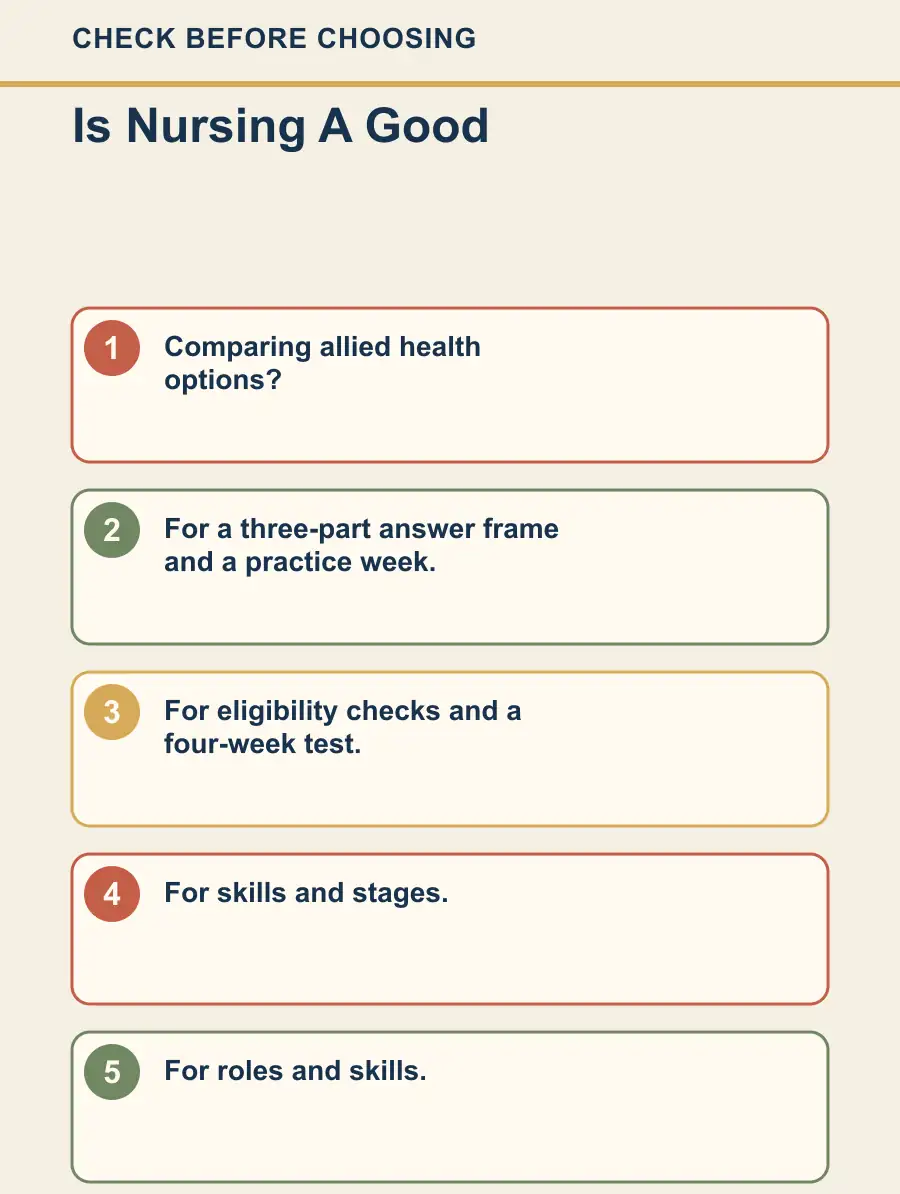 CHECK BEFORE CHOOSING
Is Nursing A Good
1
Comparing allied health
options?
2
For a three-part answer frame
and a practice week.
3
For eligibility checks and a
four-week test.
4
For skills and stages.
5
For roles and skills.